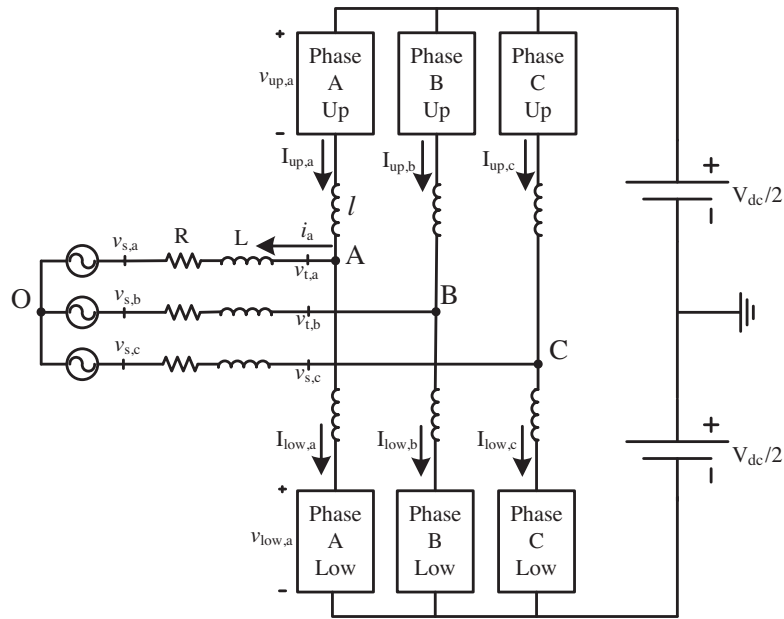 +
v_up,a
-
Phase
A
Up
Phase
B
Up
Phase
C
Up
I_up,a
I_up,b
I_up,c
l
+
V_dc/2
-
v_s,a
R
L
i_a
v_t,a
A
O
v_s,b
v_t,b
B
v_s,c
v_s,c
C
I_low,a
I_low,b
I_low,c
+
V_dc/2
-
+
v_low,a
-
Phase
A
Low
Phase
B
Low
Phase
C
Low